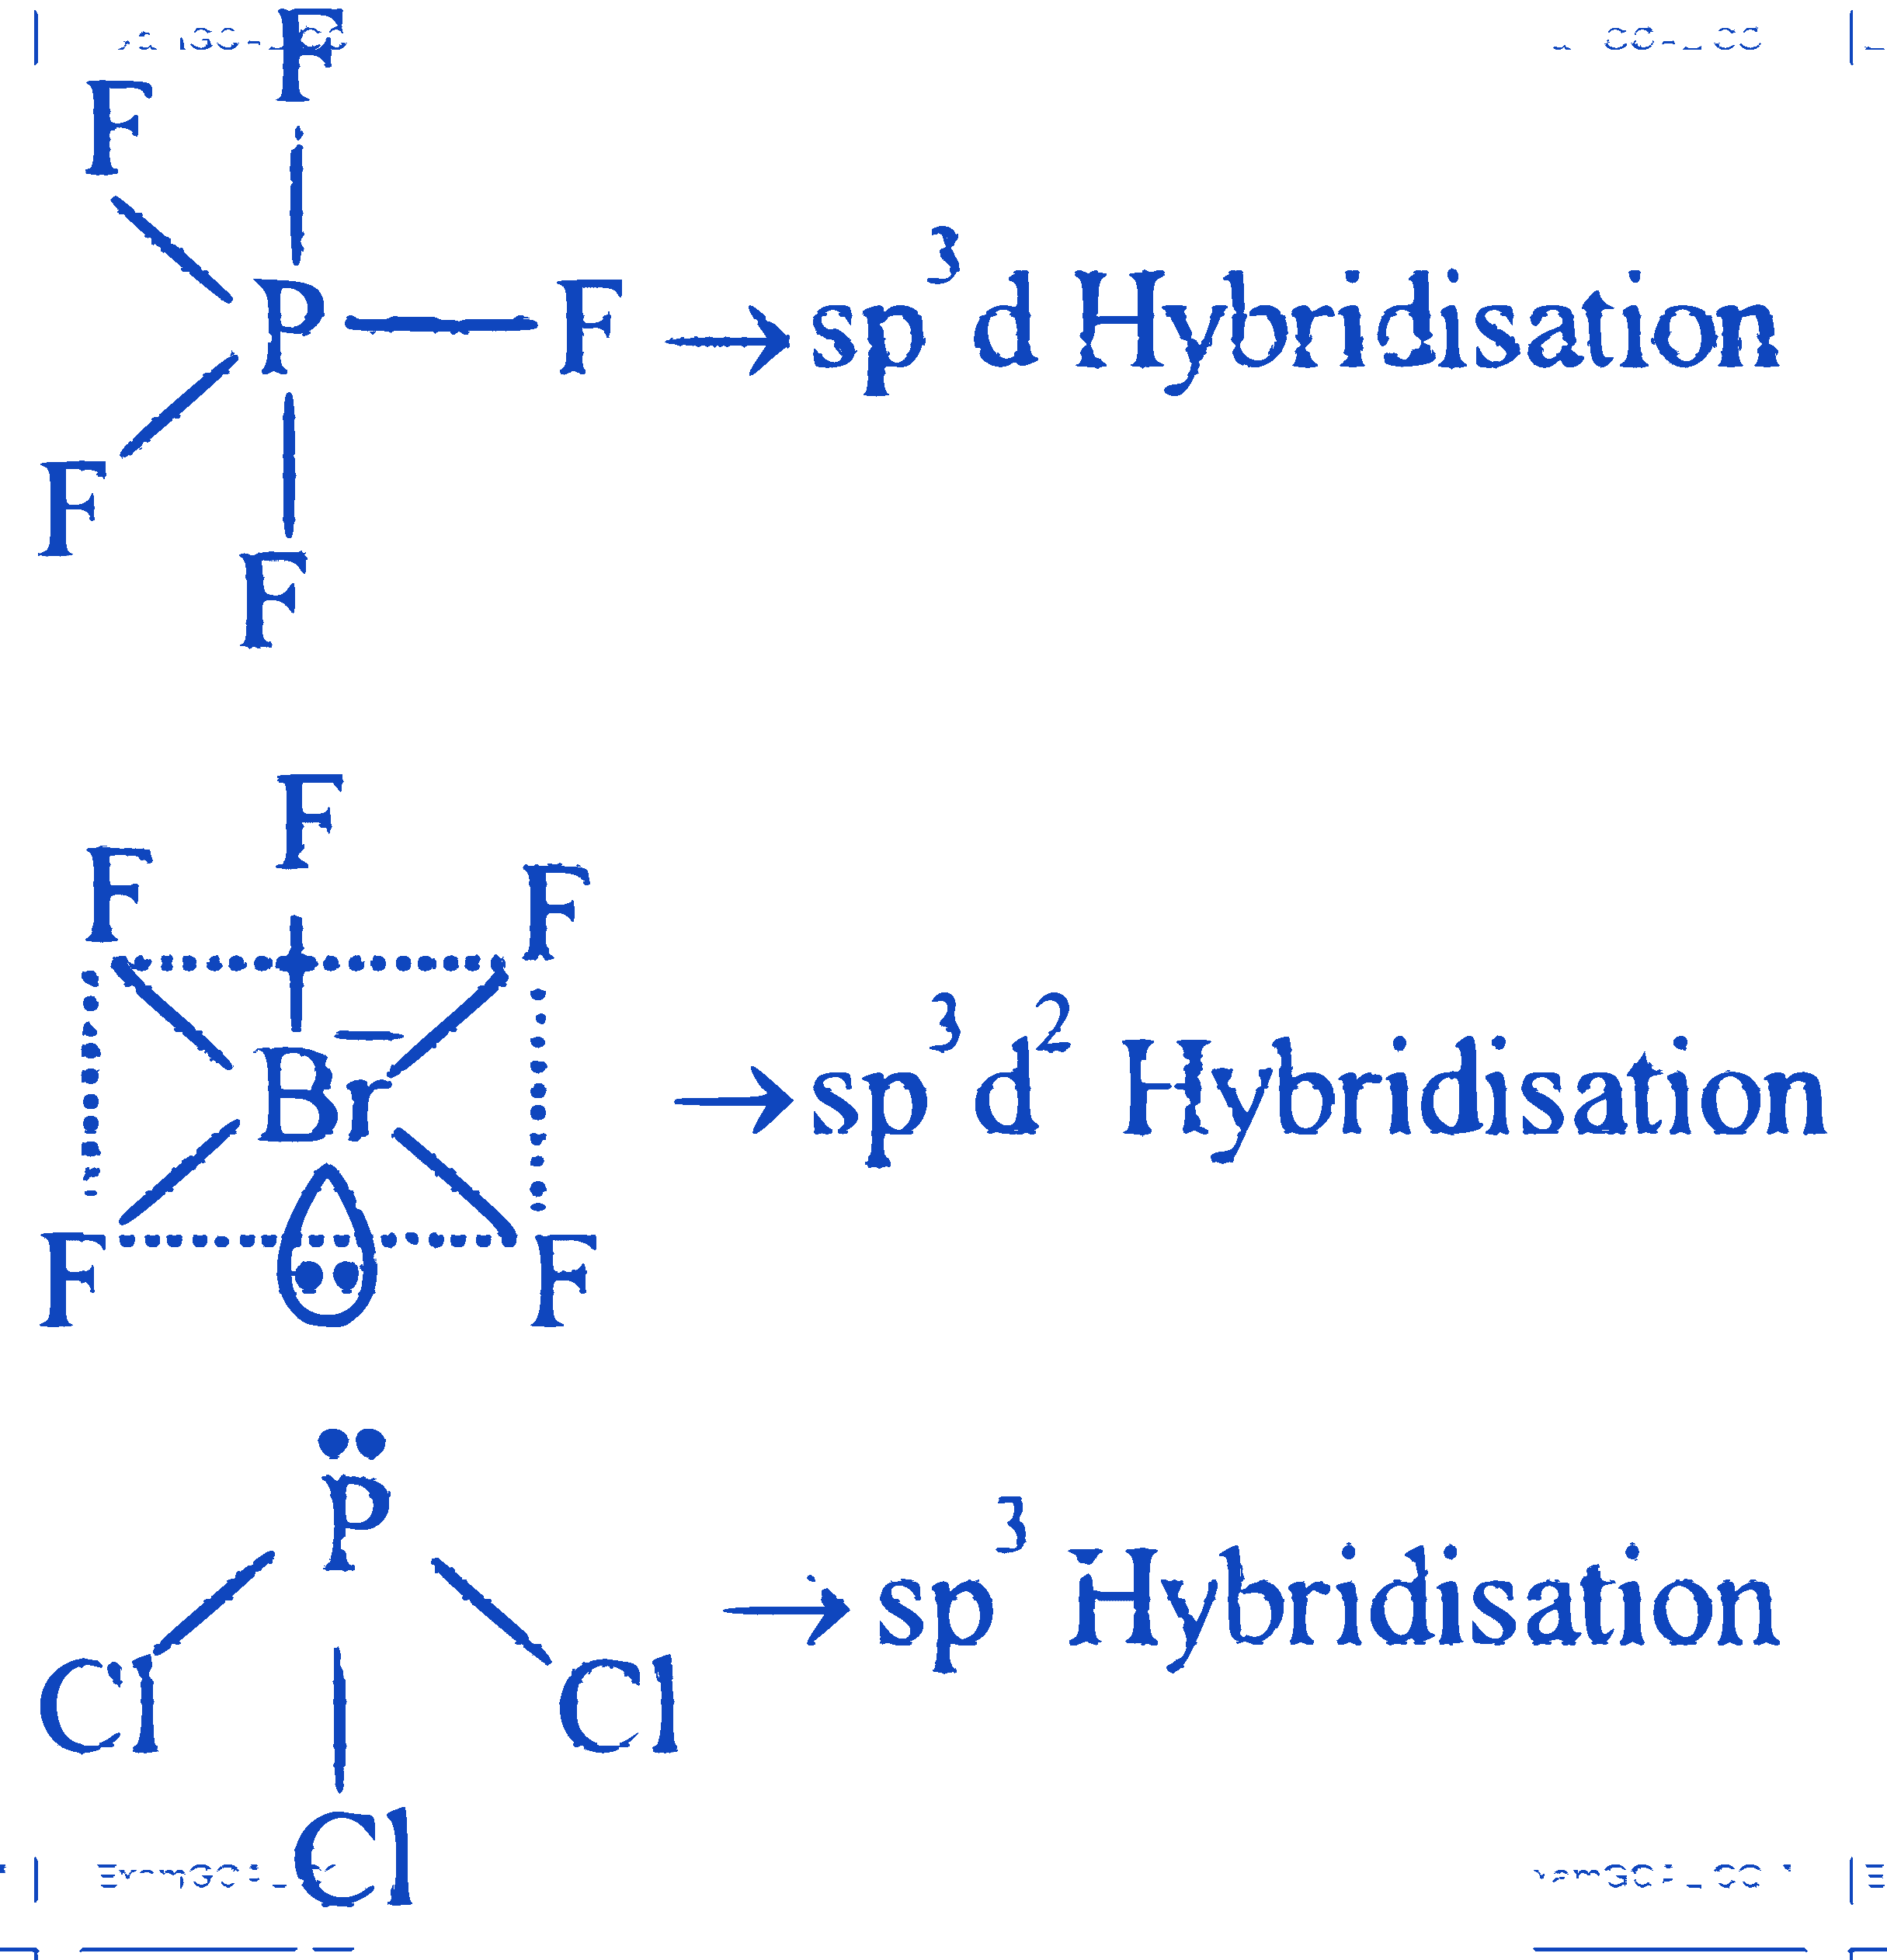 F
F
P F → sp³d Hybridisation
F
F
F
F F
Br → sp³d² Hybridisation
F F
P
→ sp³ Hybridisation
Cl Cl
Cl